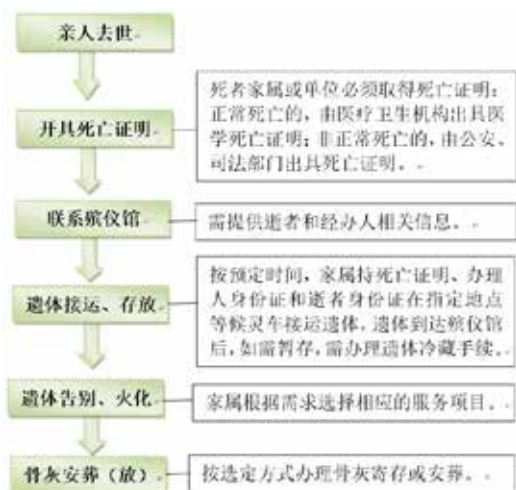 亲人去世
开具死亡证明
死者家属或单位必须取得死亡证明：
正常死亡的，由医疗卫生机构出具医
学死亡证明；非正常死亡的，由公安、
司法部门出具死亡证明。
联系殡仪馆
需提供逝者和经办人相关信息。
遗体接运、存放
按预定时间，家属持死亡证明、办理
人身份证和逝者身份证在指定地点
等候灵车接运遗体，遗体到达殡仪馆
后，如需暂存，需办理遗体冷藏手续。
遗体告别、火化
家属根据需求选择相应的服务项目。
骨灰安葬（放）
按选定方式办理骨灰寄存或安葬。